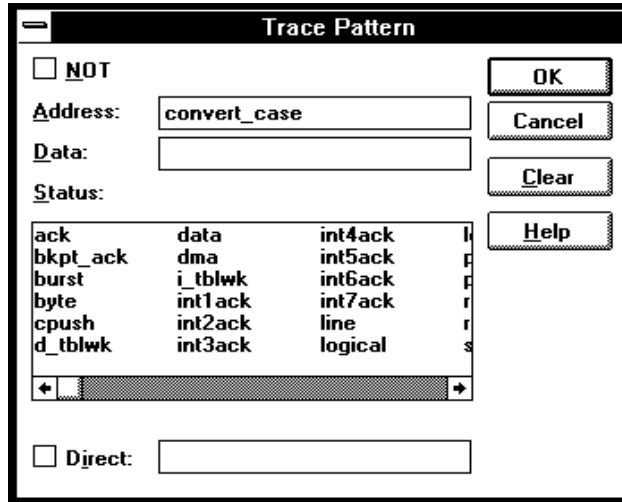 Trace Pattern
NOT
OK
Address: convert_case
Cancel
Data:
Clear
Status:
Help
ack data int4ack
bkpt_ack dma int5ack
burst i_tblwk int6ack
byte int1ack int7ack
cpush int2ack line
d_tblwk int3ack logical
Direct: